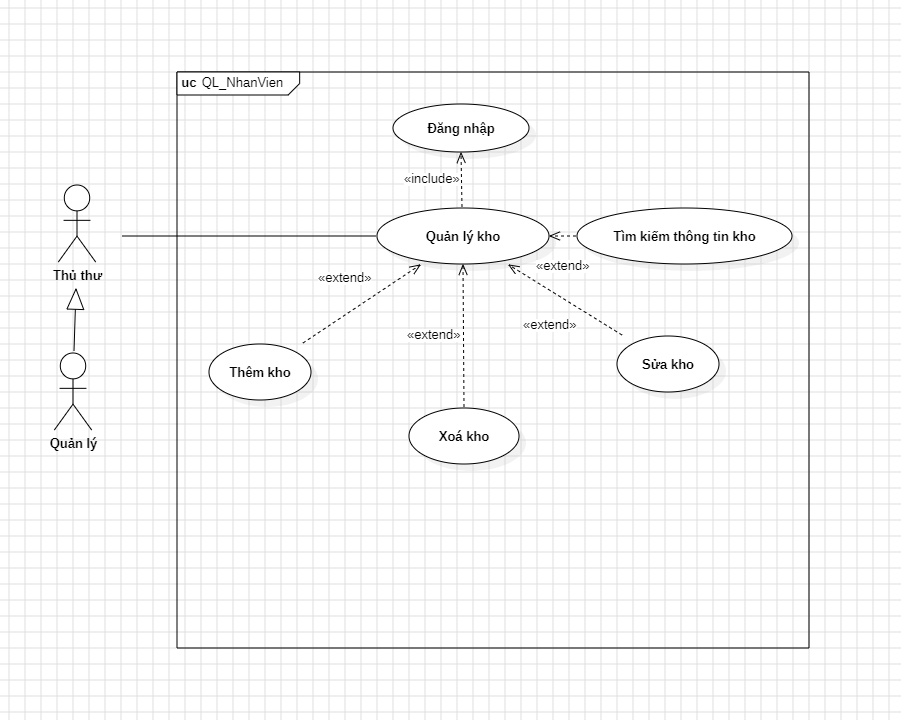 uc QL_NhanVien
Đăng nhập
«include»
Quản lý kho
Tìm kiếm thông tin kho
Thủ thư
«extend»
«extend»
«extend»
«extend»
Thêm kho
Sửa kho
Xoá kho
Quản lý